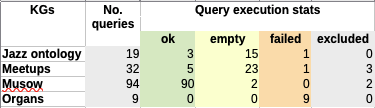 KGs No. queries Query execution stats
ok empty failed excluded
Jazz ontology 19 3 15 1 0
Meetups 32 5 23 1 3
Musow 94 90 2 0 2
Organs 9 0 0 9 0